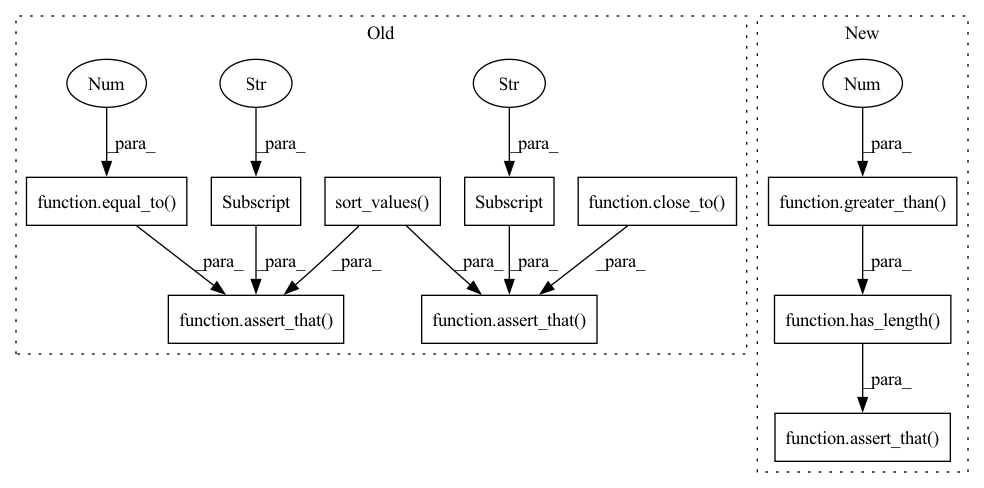 Old
New
Num
Str
Str
Num
_para_
_para_
_para_
_para_
function.equal_to()
Subscript
sort_values()
Subscript
function.close_to()
function.greater_than()
_para_
_para_
_para_
_para_
_para_
_para_
_para_
function.assert_that()
function.assert_that()
function.has_length()
_para_
function.assert_that()